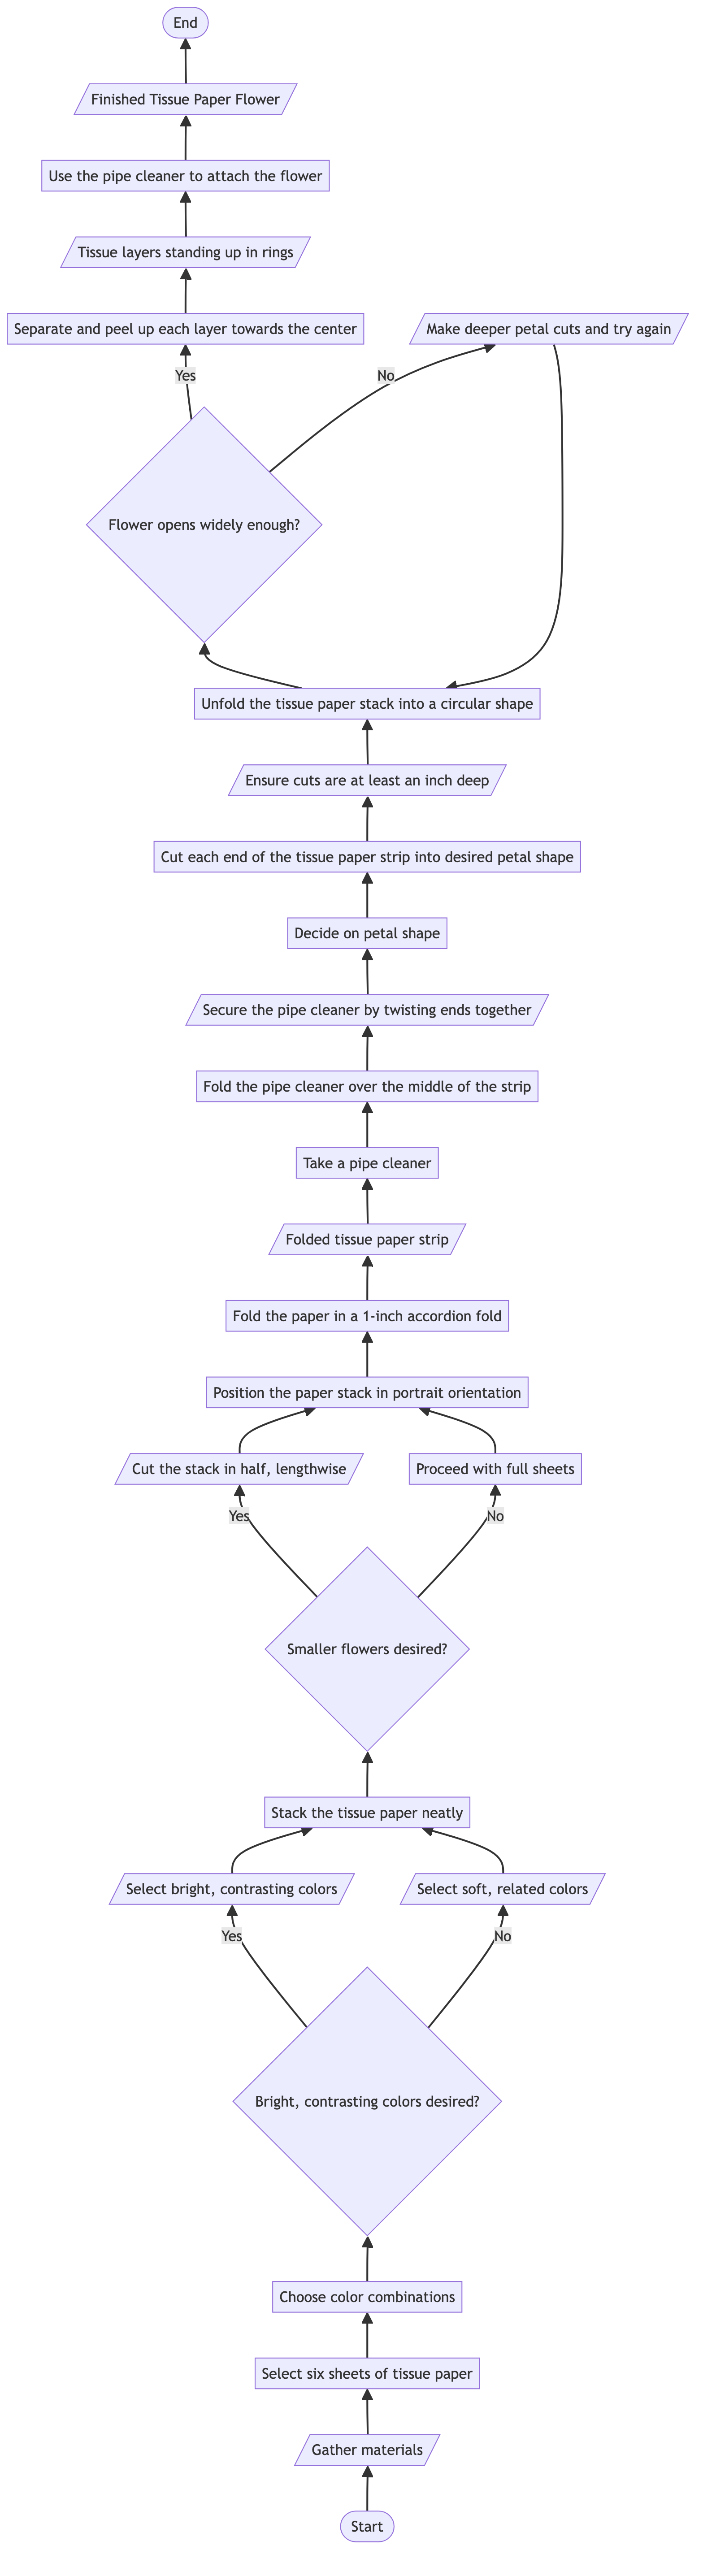 End
Finished Tissue Paper Flower
Use the pipe cleaner to attach the flower
Tissue layers standing up in rings
Separate and peel up each layer towards the center
Make deeper petal cuts and try again
Yes
No
Flower opens widely enough?
Unfold the tissue paper stack into a circular shape
Ensure cuts are at least an inch deep
Cut each end of the tissue paper strip into desired petal shape
Decide on petal shape
Secure the pipe cleaner by twisting ends together
Fold the pipe cleaner over the middle of the strip
Take a pipe cleaner
Folded tissue paper strip
Fold the paper in a 1-inch accordion fold
Position the paper stack in portrait orientation
Cut the stack in half, lengthwise
Proceed with full sheets
Yes
No
Smaller flowers desired?
Stack the tissue paper neatly
Select bright, contrasting colors
Select soft, related colors
Yes
No
Bright, contrasting colors desired?
Choose color combinations
Select six sheets of tissue paper
Gather materials
Start